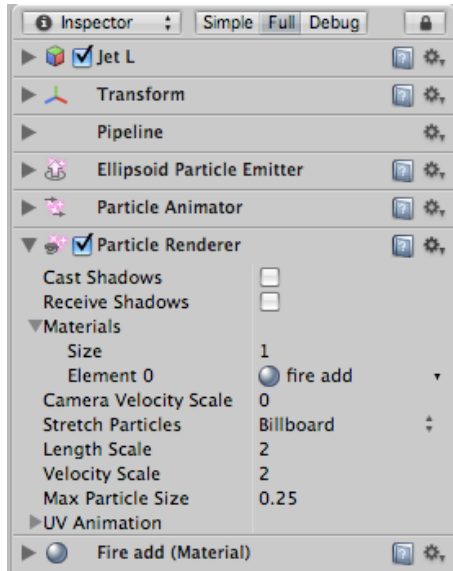 Inspector Simple Full Debug
Jet L
Transform
Pipeline
Ellipsoid Particle Emitter
Particle Animator
Particle Renderer
Cast Shadows
Receive Shadows
Materials
Size 1
Element 0 fire add
Camera Velocity Scale 0
Stretch Particles Billboard
Length Scale 2
Velocity Scale 2
Max Particle Size 0.25
UV Animation
Fire add (Material)